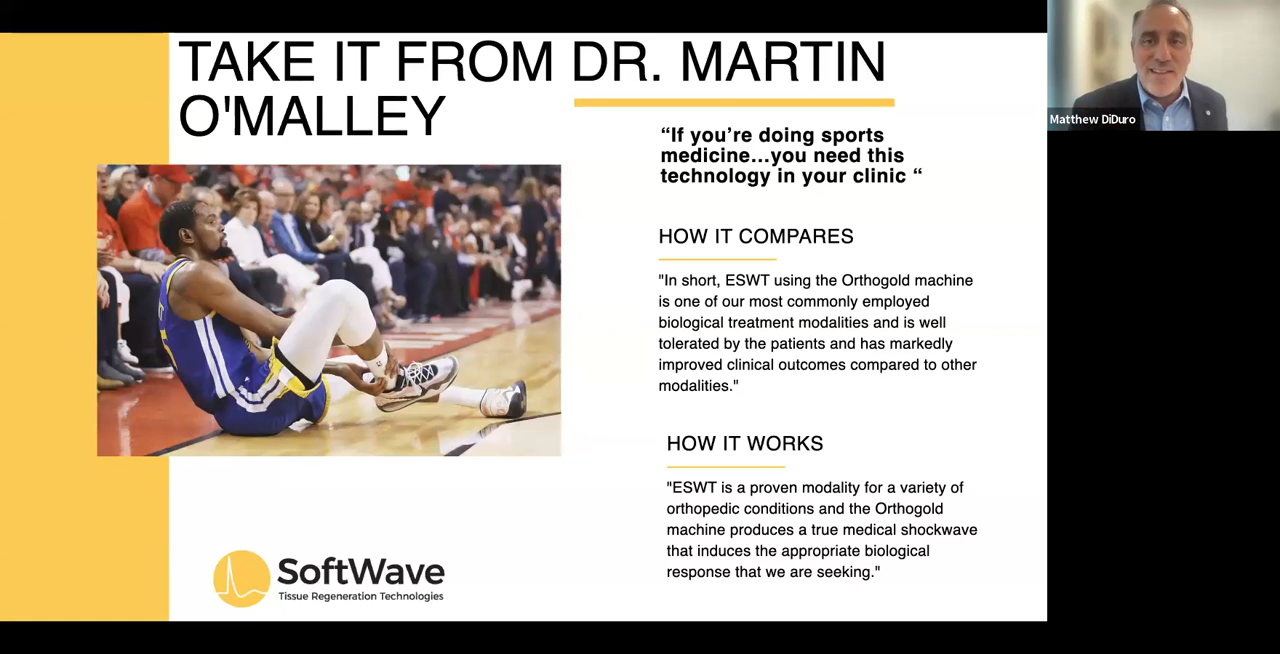 TAKE IT FROM DR. MARTIN
O'MALLEY
Matthew DiDuro
“If you’re doing sports
medicine...you need this
technology in your clinic “
HOW IT COMPARES
"In short, ESWT using the Orthogold machine
is one of our most commonly employed
biological treatment modalities and is well
tolerated by the patients and has markedly
improved clinical outcomes compared to other
modalities."
HOW IT WORKS
"ESWT is a proven modality for a variety of
orthopedic conditions and the Orthogold
machine produces a true medical shockwave
that induces the appropriate biological
response that we are seeking."
SoftWave
Tissue Regeneration Technologies